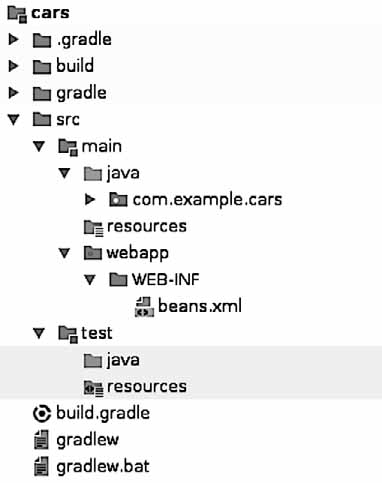 cars
.gradle
build
gradle
src
main
java
com.example.cars
resources
webapp
WEB-INF
beans.xml
test
java
resources
build.gradle
gradlew
gradlew.bat